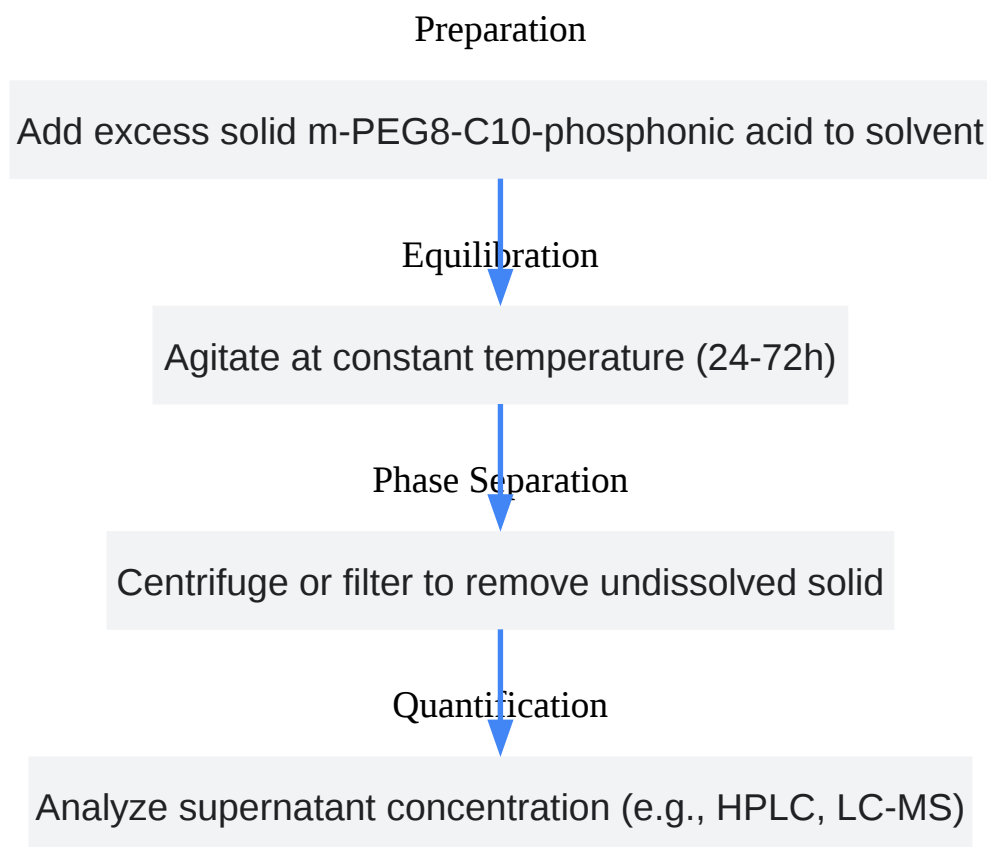 Preparation
Add excess solid m-PEG8-C10-phosphonic acid to solvent
Equilibration
Agitate at constant temperature (24-72h)
Phase Separation
Centrifuge or filter to remove undissolved solid
Quantification
Analyze supernatant concentration (e.g., HPLC, LC-MS)